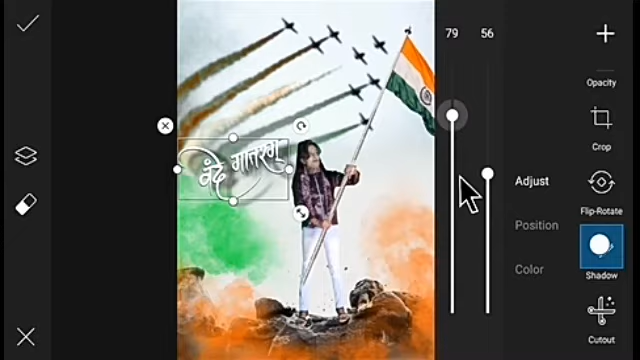 79 56
Opacity
Crop
Adjust
Flip-Rotate
Position
Shadow
Color
Cutout
वंदे मातरम्